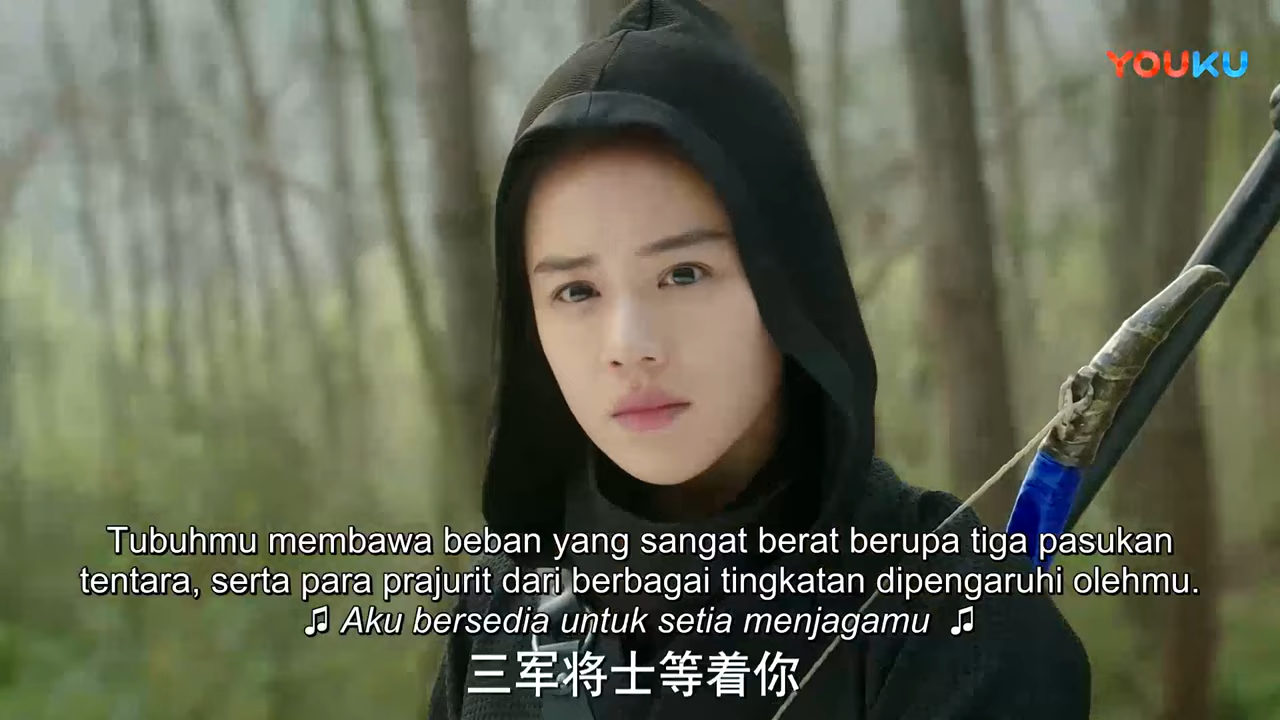 YOUKU
Tubuhmu membawa beban yang sangat berat berupa tiga pasukan
tentara, serta para prajurit dari berbagai tingkatan dipengaruhi olehmu.
♫ Aku bersedia untuk setia menjagamu ♫
三军将士等着你